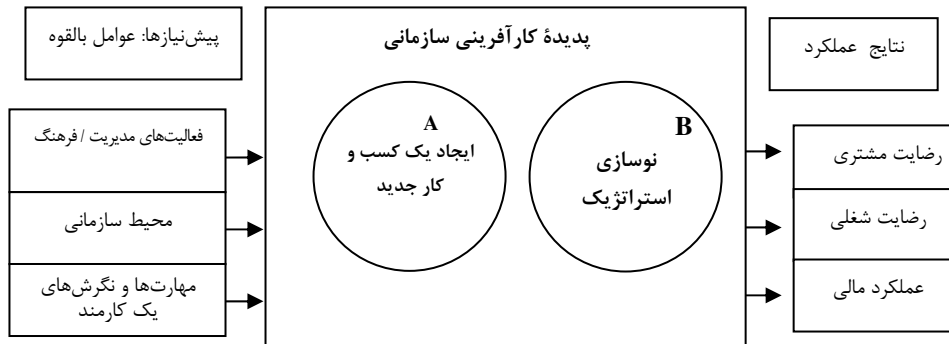 پیش‌نیازها: عوامل بالقوه
پدیدۀ کارآفرینی سازمانی
نتایج عملکرد
فعالیت‌های مدیریت / فرهنگ
محیط سازمانی
مهارت‌ها و نگرش‌های
یک کارمند
A
ایجاد یک کسب و
کار جدید
B
نوسازی
استراتژیک
رضایت مشتری
رضایت شغلی
عملکرد مالی